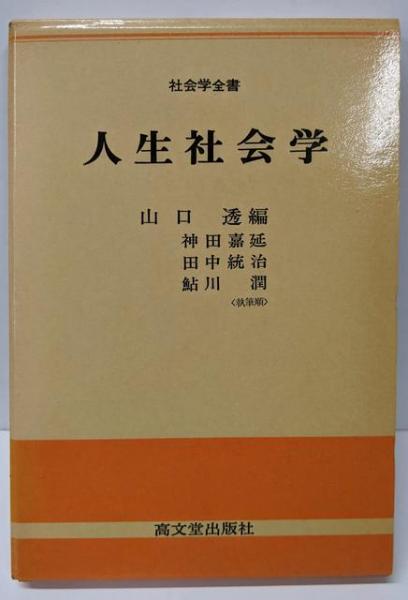 社会学全書
人生社会学
山口 透編
神田嘉延
田中統治
鮎川 潤
〈執筆順〉
高文堂出版社